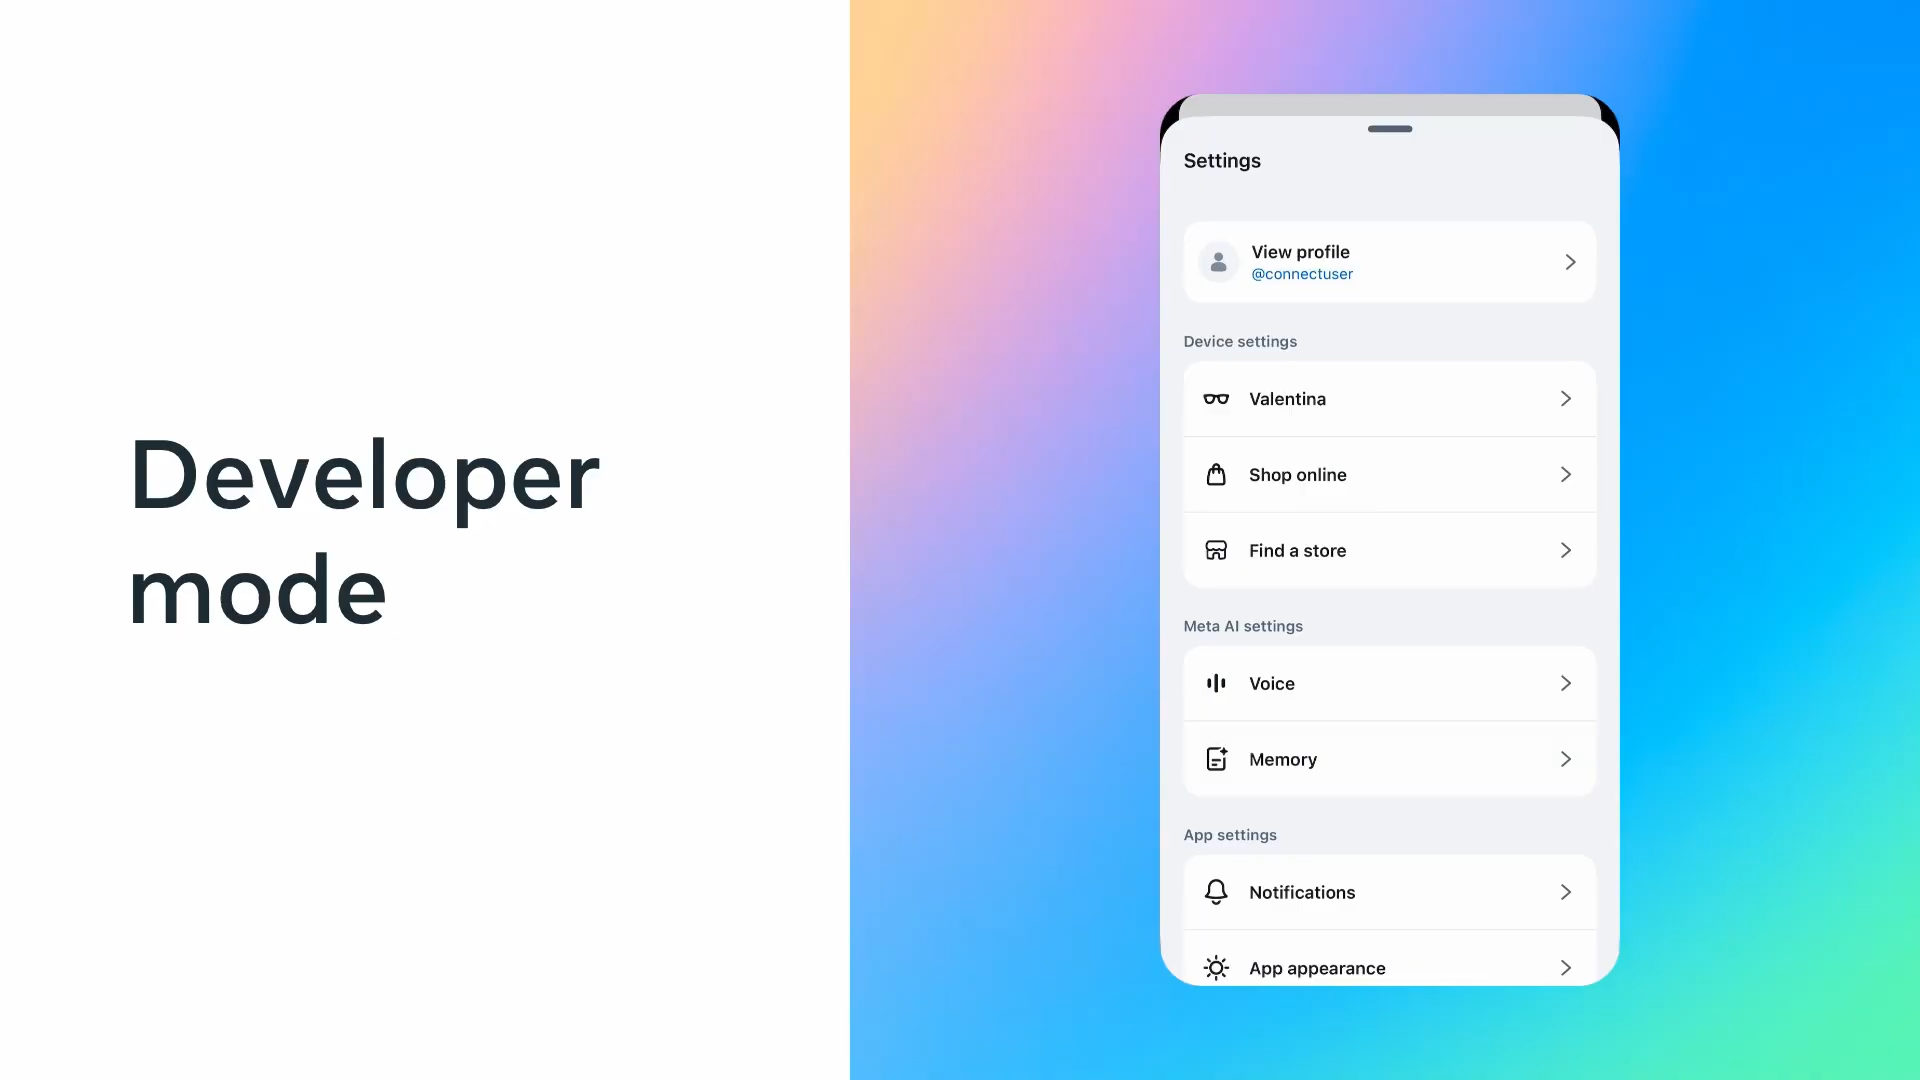 Developer
mode
Settings
View profile
@connectuser
Device settings
Valentina
Shop online
Find a store
Meta AI settings
Voice
Memory
App settings
Notifications
App appearance